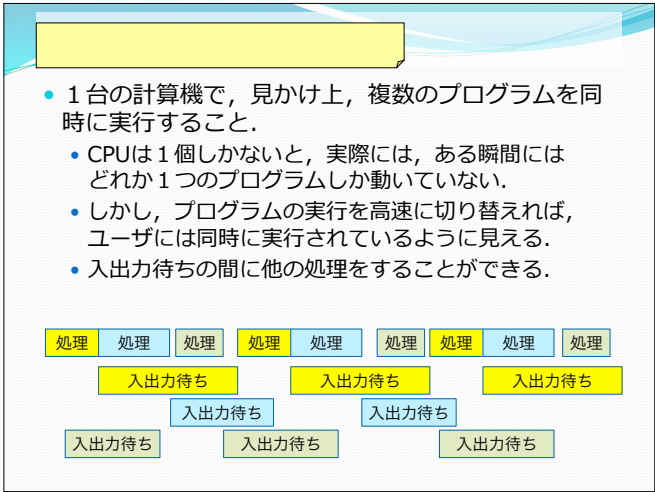 １台の計算機で，見かけ上，複数のプログラムを同
時に実行すること．
CPUは１個しかないと，実際には，ある瞬間には
どれか１つのプログラムしか動いていない．
しかし，プログラムの実行を高速に切り替えれば，
ユーザには同時に実行されているように見える．
入出力待ちの間に他の処理をすることができる．
処理 処理 処理 処理 処理 処理 処理 処理 処理
入出力待ち 入出力待ち 入出力待ち
入出力待ち 入出力待ち
入出力待ち 入出力待ち 入出力待ち